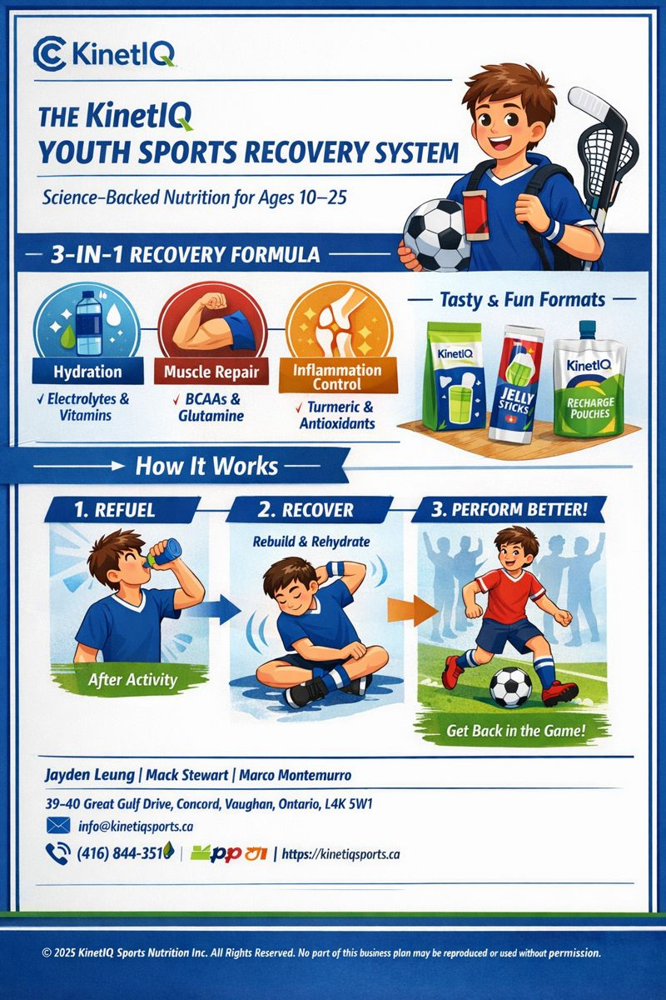 KinetIQ
THE KinetIQ
YOUTH SPORTS RECOVERY SYSTEM
Science-Backed Nutrition for Ages 10–25
3-IN-1 RECOVERY FORMULA
Tasty & Fun Formats
Hydration
✓ Electrolytes &
Vitamins
Muscle Repair
✓ BCAAs &
Glutamine
Inflammation
Control
✓ Turmeric &
Antioxidants
KinetIQ
JELLY
STICKS
KinetIQ
RECHARGE
POUCHES
How It Works
1. REFUEL
After Activity
2. RECOVER
Rebuild & Rehydrate
3. PERFORM BETTER!
Get Back in the Game!
Jayden Leung | Mack Stewart | Marco Montemurro
39–40 Great Gulf Drive, Concord, Vaughan, Ontario, L4K 5W1
info@kinetiqsports.ca
(416) | https://kinetiqsports.ca
© 2025 KinetIQ Sports Nutrition Inc. All Rights Reserved. No part of this business plan may be reproduced or used without permission.